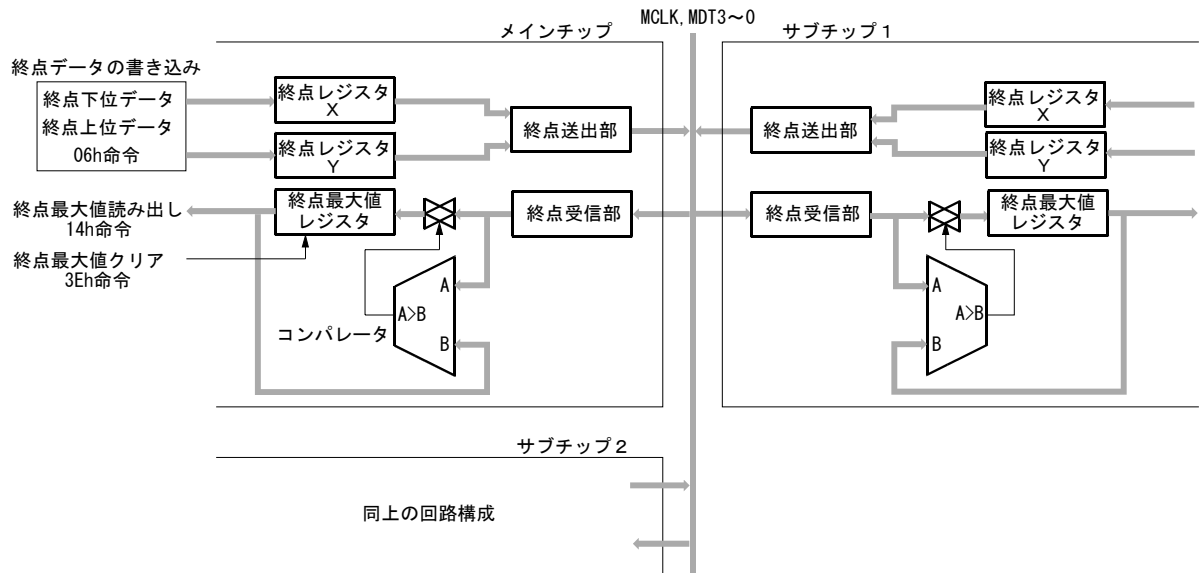 MCLK, MDT3～0
メインチップ
サブチップ１
終点データの書き込み
終点下位データ
終点上位データ
06h命令
終点レジスタ
X
終点レジスタ
Y
終点送出部
終点送出部
終点レジスタ
X
終点レジスタ
Y
終点最大値読み出し
14h命令
終点最大値クリア
3Eh命令
終点最大値
レジスタ
終点受信部
終点受信部
終点最大値
レジスタ
A
A>B
B
コンパレータ
A
A>B
B
サブチップ２
同上の回路構成